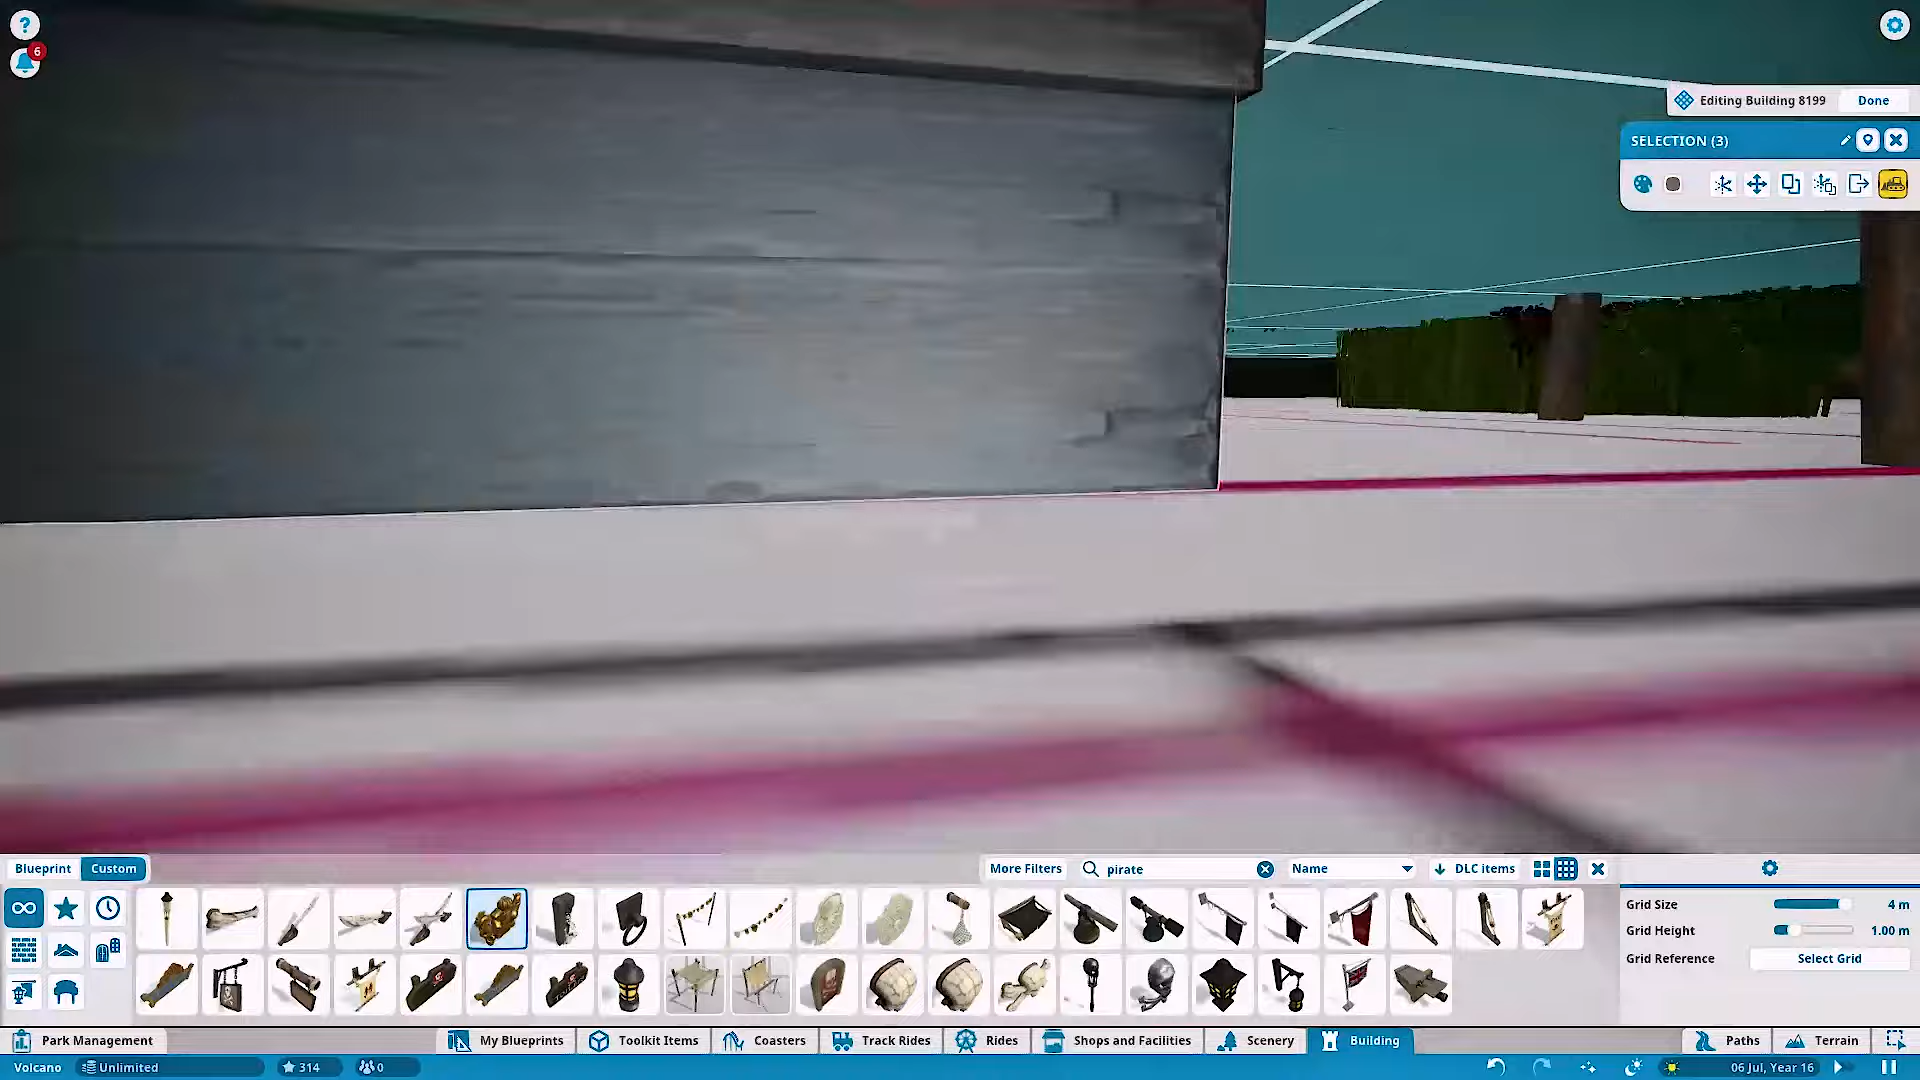 ?
6
Editing Building 8199 Done
SELECTION (3)
Blueprint Custom
More Filters pirate Name DLC items
Grid Size 4 m
Grid Height 1.00 m
Grid Reference Select Grid
Park Management My Blueprints Toolkit Items Coasters Track Rides Rides Shops and Facilities Scenery Building Paths Terrain
Volcano Unlimited 314 0 06 Jul, Year 16